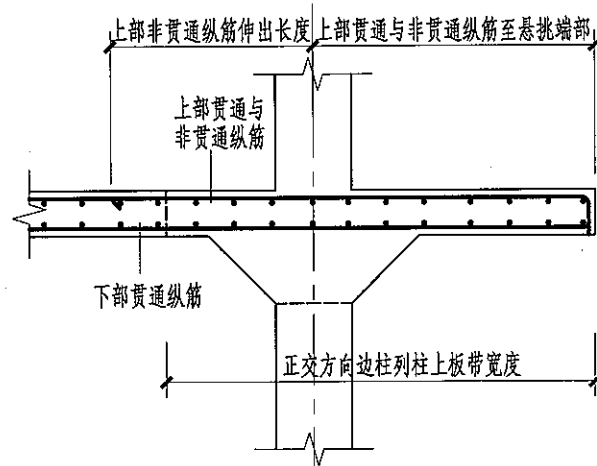 上部非贯通纵筋伸出长度
上部贯通与非贯通纵筋至悬挑端部
上部贯通与
非贯通纵筋
下部贯通纵筋
正交方向边柱列柱上板带宽度